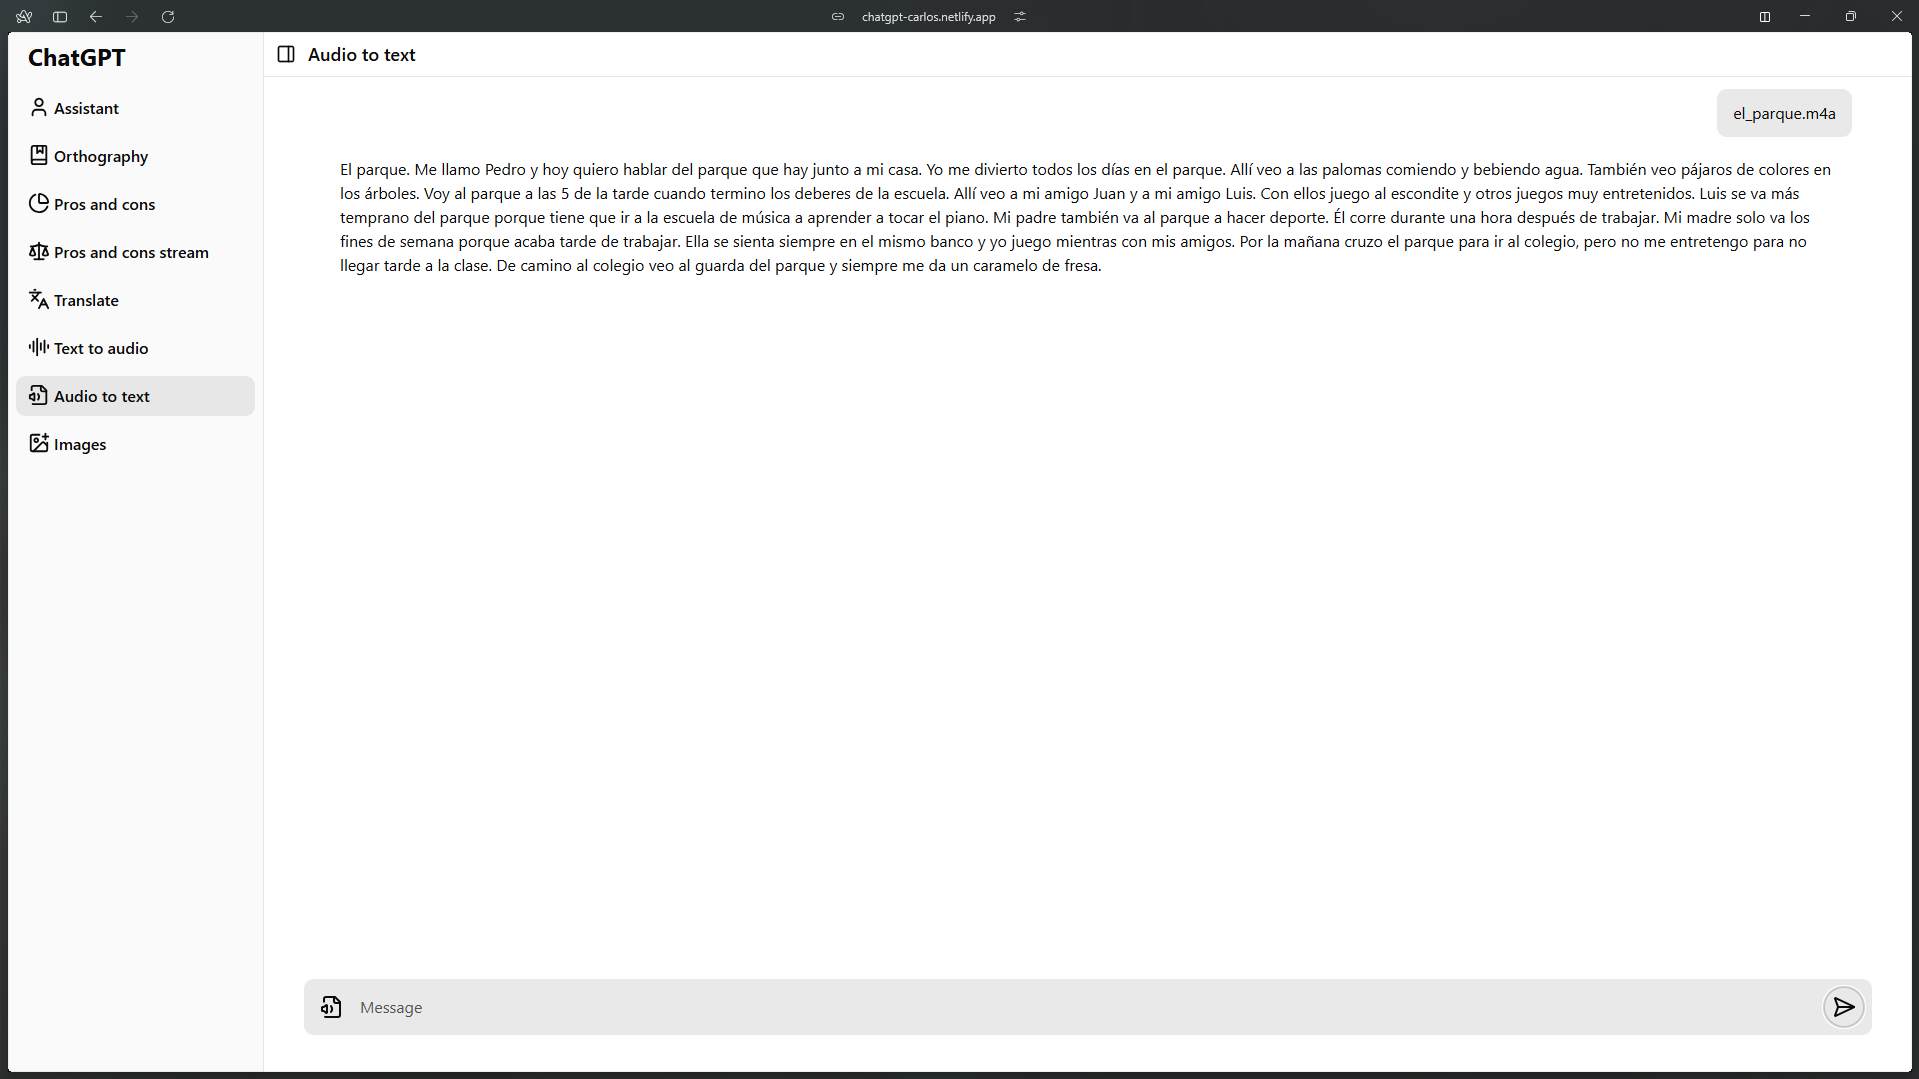 chatgpt-carlos.netlify.app
ChatGPT
Assistant
Orthography
Pros and cons
Pros and cons stream
Translate
Text to audio
Audio to text
Images
Audio to text
el_parque.m4a
El parque. Me llamo Pedro y hoy quiero hablar del parque que hay junto a mi casa. Yo me divierto todos los días en el parque. Allí veo a las palomas comiendo y bebiendo agua. También veo pájaros de colores en
los árboles. Voy al parque a las 5 de la tarde cuando termino los deberes de la escuela. Allí veo a mi amigo Juan y a mi amigo Luis. Con ellos juego al escondite y otros juegos muy entretenidos. Luis se va más
temprano del parque porque tiene que ir a la escuela de música a aprender a tocar el piano. Mi padre también va al parque a hacer deporte. Él corre durante una hora después de trabajar. Mi madre solo va los
fines de semana porque acaba tarde de trabajar. Ella se sienta siempre en el mismo banco y yo juego mientras con mis amigos. Por la mañana cruzo el parque para ir al colegio, pero no me entretengo para no
llegar tarde a la clase. De camino al colegio veo al guarda del parque y siempre me da un caramelo de fresa.
Message